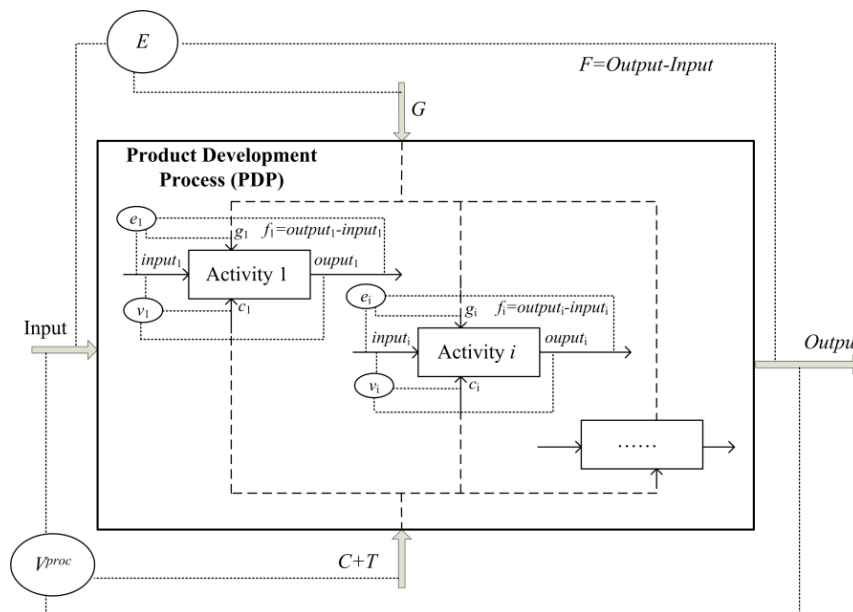 E
F=Output-Input
G
Product Development
Process (PDP)
e1
g1
f1=output1-input1
input1
Activity 1
ouput1
v1
c1
ei
gi
fi=outputi-inputi
inputi
Activity i
ouputi
vi
ci
Input
Output
......
Vproc
C+T